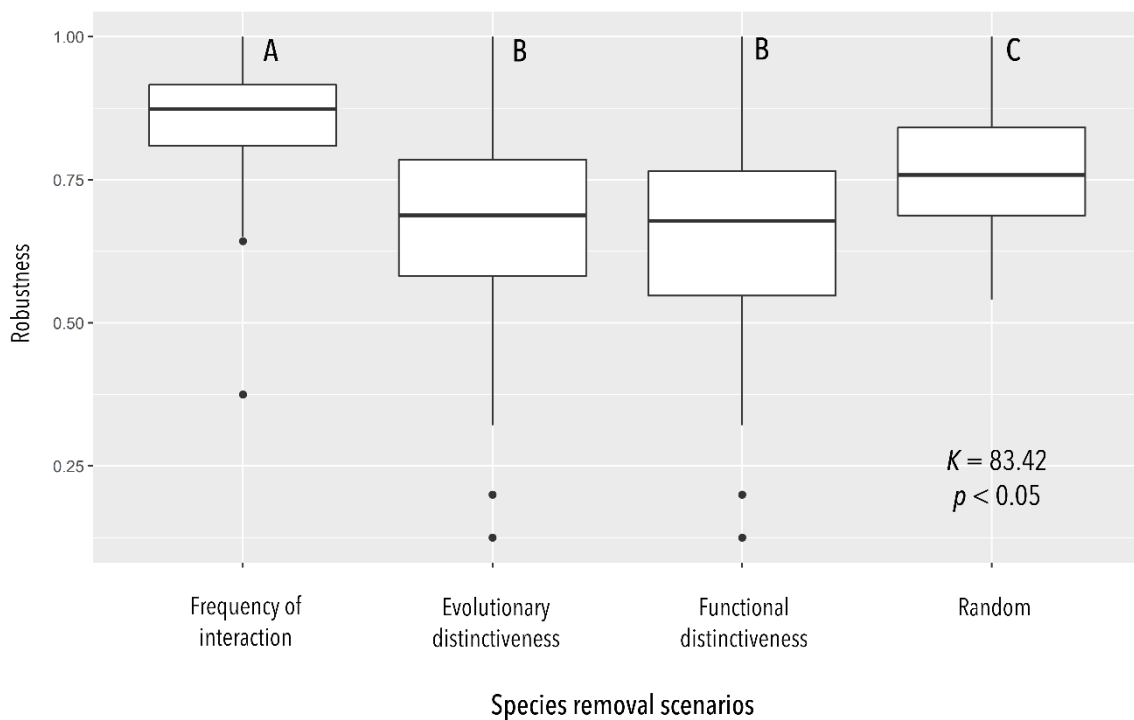 1.00
A
B
B
C
0.75
0.50
0.25
Robustness
K = 83.42
p < 0.05
Frequency of
interaction
Evolutionary
distinctiveness
Functional
distinctiveness
Random
Species removal scenarios